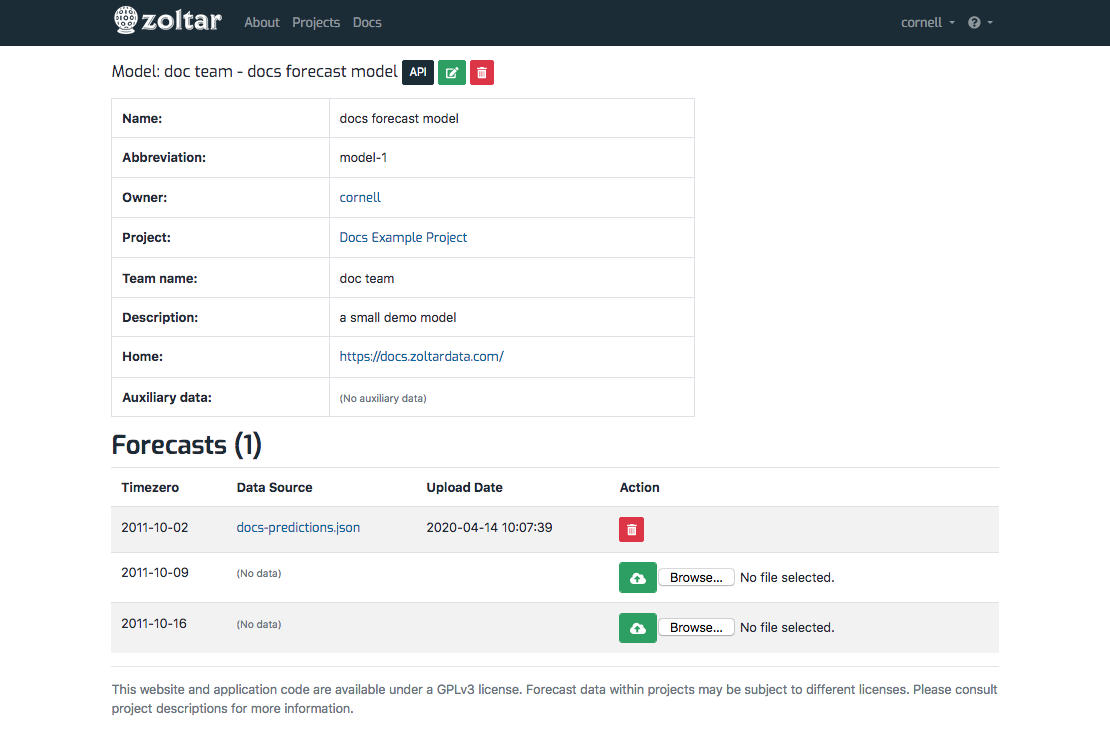 zoltar About Projects Docs cornell
Model: doc team - docs forecast model API
Name: docs forecast model
Abbreviation: model-1
Owner: cornell
Project: Docs Example Project
Team name: doc team
Description: a small demo model
Home: https://docs.zoltardata.com/
Auxiliary data: (No auxiliary data)
Forecasts (1)
Timezero Data Source Upload Date Action
2011-10-02 docs-predictions.json 2020-04-14 10:07:39
2011-10-09 (No data) Browse... No file selected.
2011-10-16 (No data) Browse... No file selected.
This website and application code are available under a GPLv3 license. Forecast data within projects may be subject to different licenses. Please consult
project descriptions for more information.